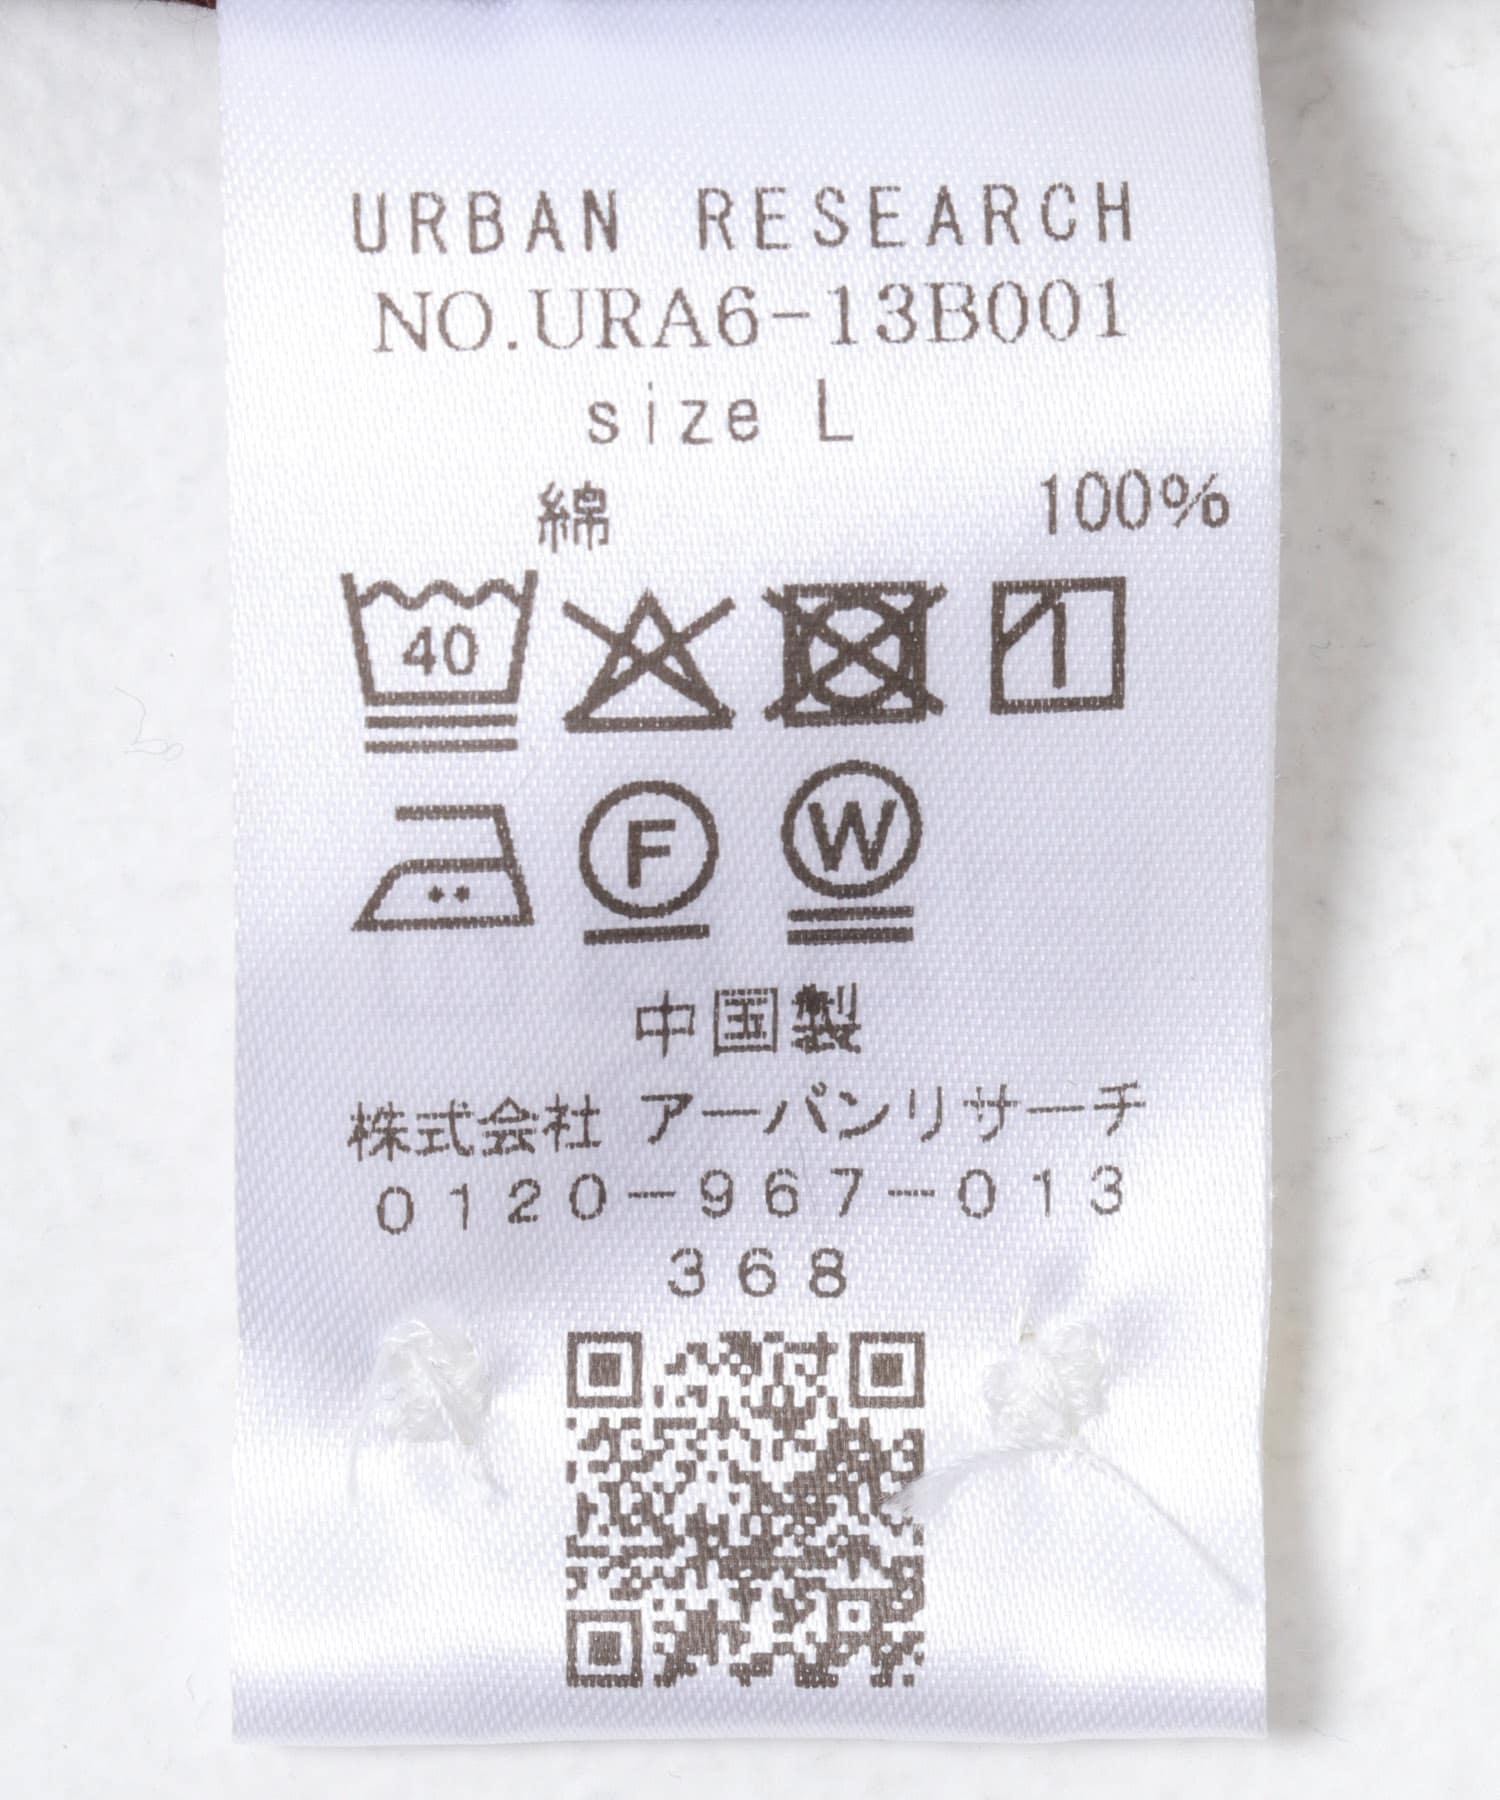 URBAN RESEARCH
NO.URA6-13B001
size L
綿 100%
40
F W
中国製
株式会社 アーバンリサーチ
0120-967-013
368